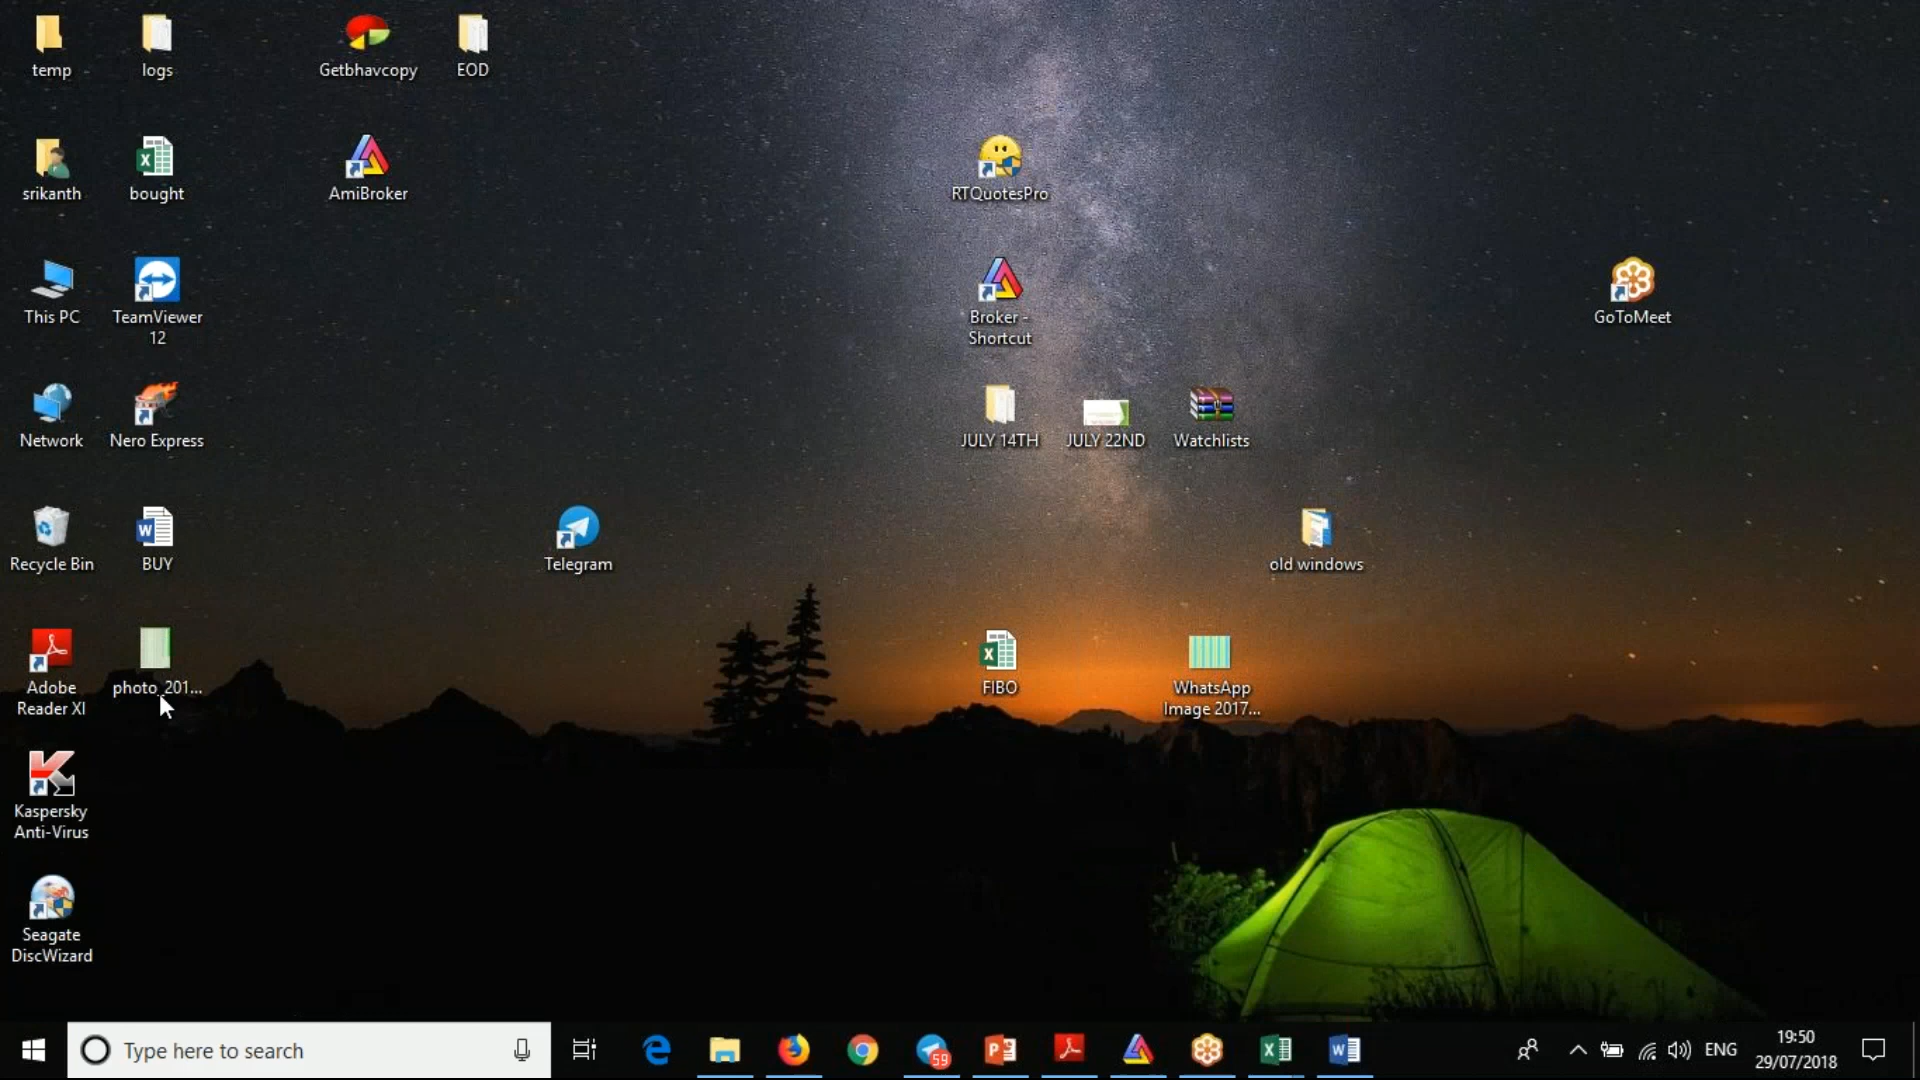 temp
logs
Getbhavcopy
EOD
srikanth
bought
AmiBroker
RTQuotesPro
This PC
TeamViewer
12
Broker -
Shortcut
GoToMeet
Network
Nero Express
JULY 14TH
JULY 22ND
Watchlists
Recycle Bin
BUY
Telegram
old windows
Adobe
Reader XI
photo_201...
FIBO
WhatsApp
Image 2017...
Kaspersky
Anti-Virus
Seagate
DiscWizard
Type here to search
59
ENG
19:50
29/07/2018